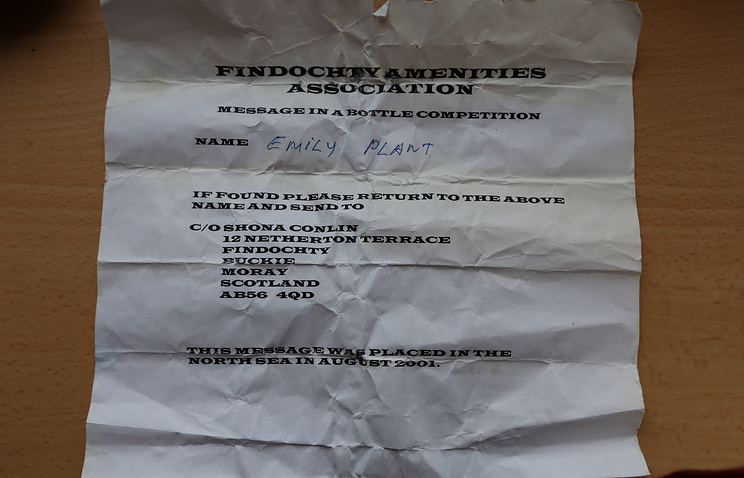 FINDOCHTY AMENITIES
ASSOCIATION
MESSAGE IN A BOTTLE COMPETITION
NAME EMILY PLANT
IF FOUND PLEASE RETURN TO THE ABOVE
NAME AND SEND TO
C/O SHONA CONLIN
12 NETHERTON TERRACE
FINDOCHTY
BUCKIE
MORAY
SCOTLAND
AB56 4QD
THIS MESSAGE WAS PLACED IN THE
NORTH SEA IN AUGUST 2001.